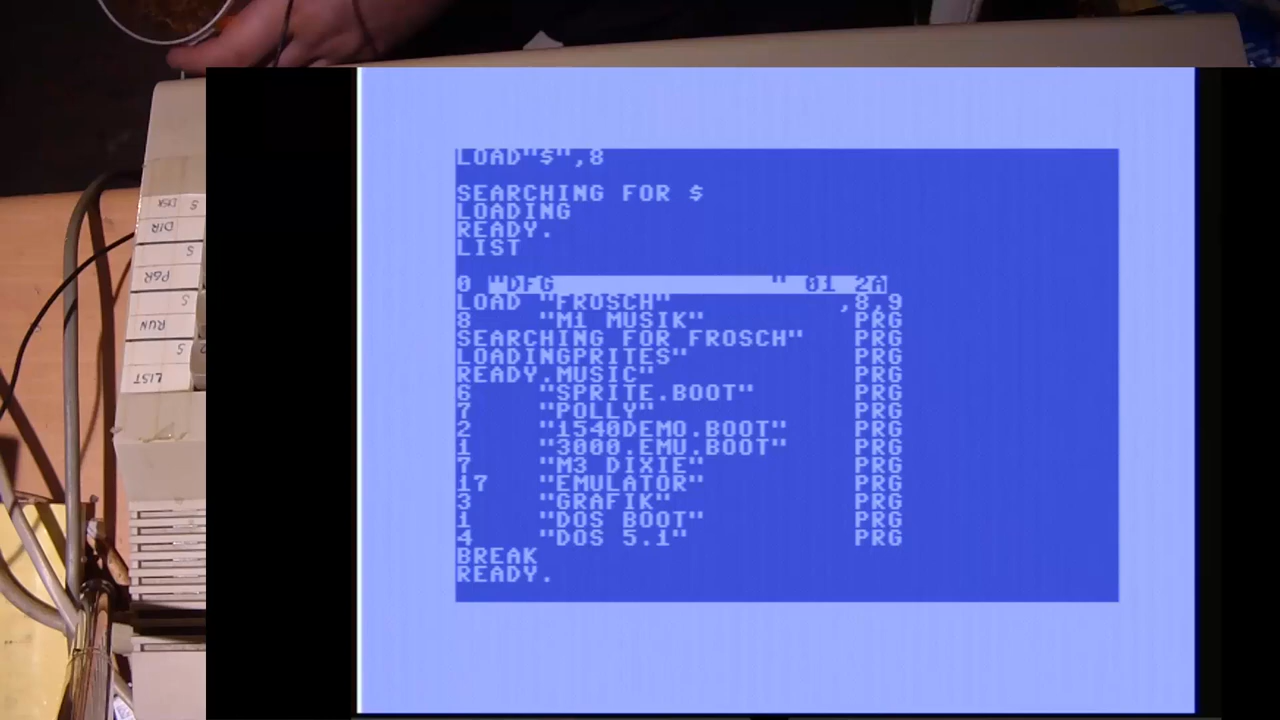 LOAD"$",8
SEARCHING FOR $
LOADING
READY.
LIST
0 "DFG             " 01 2A
LOAD "FROSCH"          ,8,9
8    "M1 MUSIK"         PRG
SEARCHING FOR FROSCH"   PRG
LOADINGPRITES"          PRG
READY.MUSIC"            PRG
6    "SPRITE.BOOT"      PRG
7    "POLLY"            PRG
2    "1540DEMO.BOOT"    PRG
1    "3000.EMU.BOOT"    PRG
7    "M3 DIXIE"         PRG
17   "EMULATOR"         PRG
3    "GRAFIK"           PRG
1    "DOS BOOT"         PRG
4    "DOS 5.1"          PRG
BREAK
READY.
DISK S
DIR
S
PGR
RUN
S
LIST